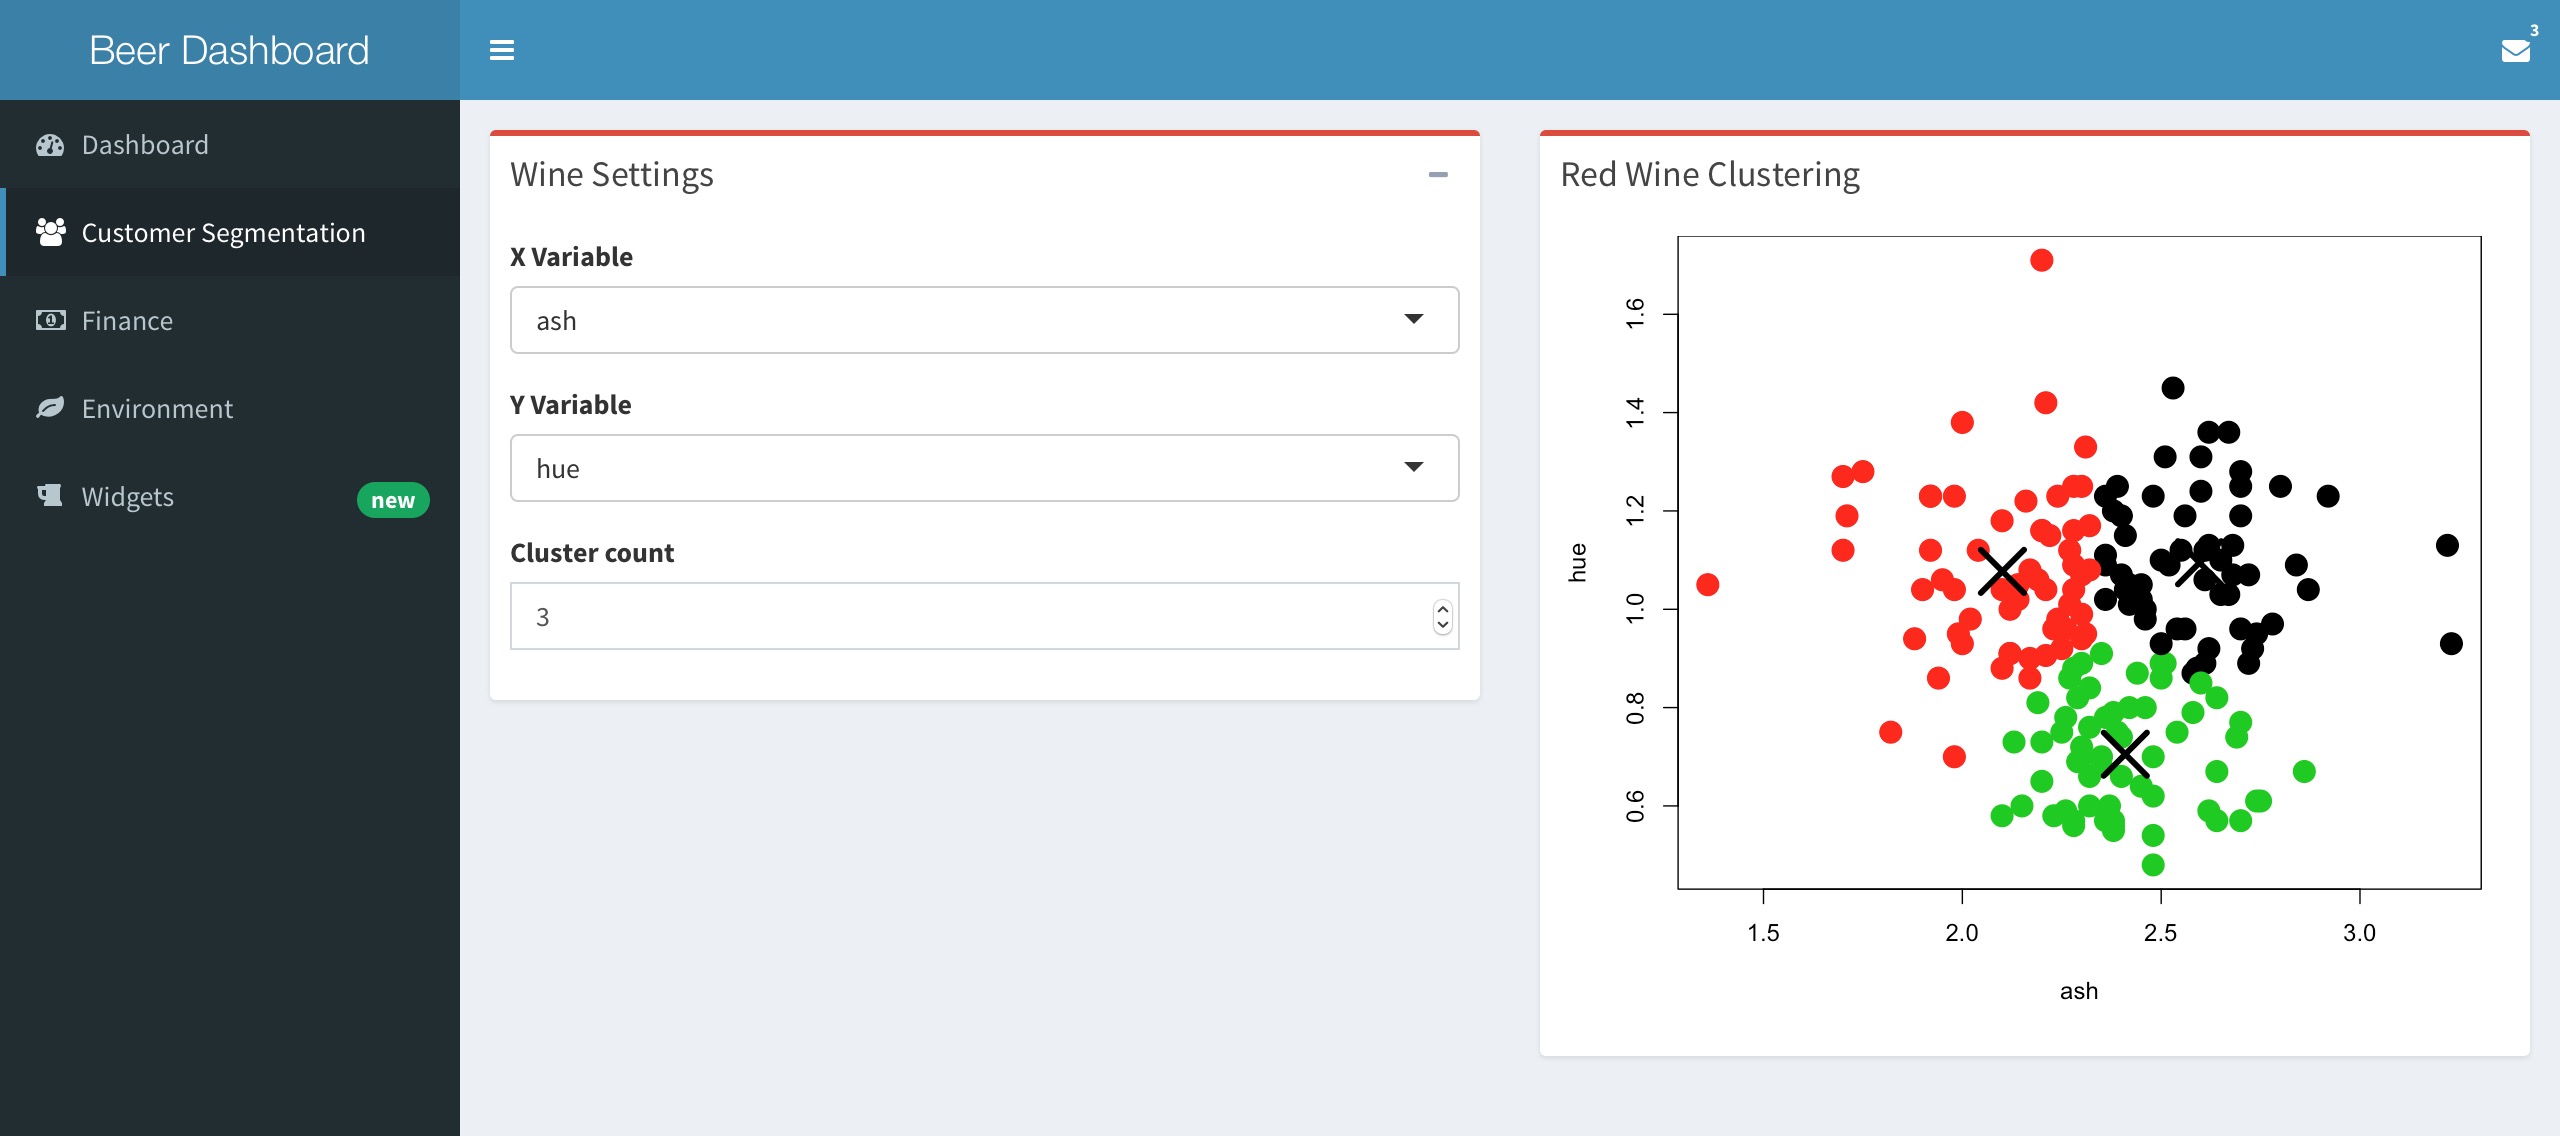 Beer Dashboard
3
Dashboard
Customer Segmentation
Finance
Environment
Widgets new
Wine Settings
X Variable
ash
Y Variable
hue
Cluster count
3
Red Wine Clustering
1.6
1.4
1.2
1.0
0.8
0.6
hue
1.5 2.0 2.5 3.0
ash